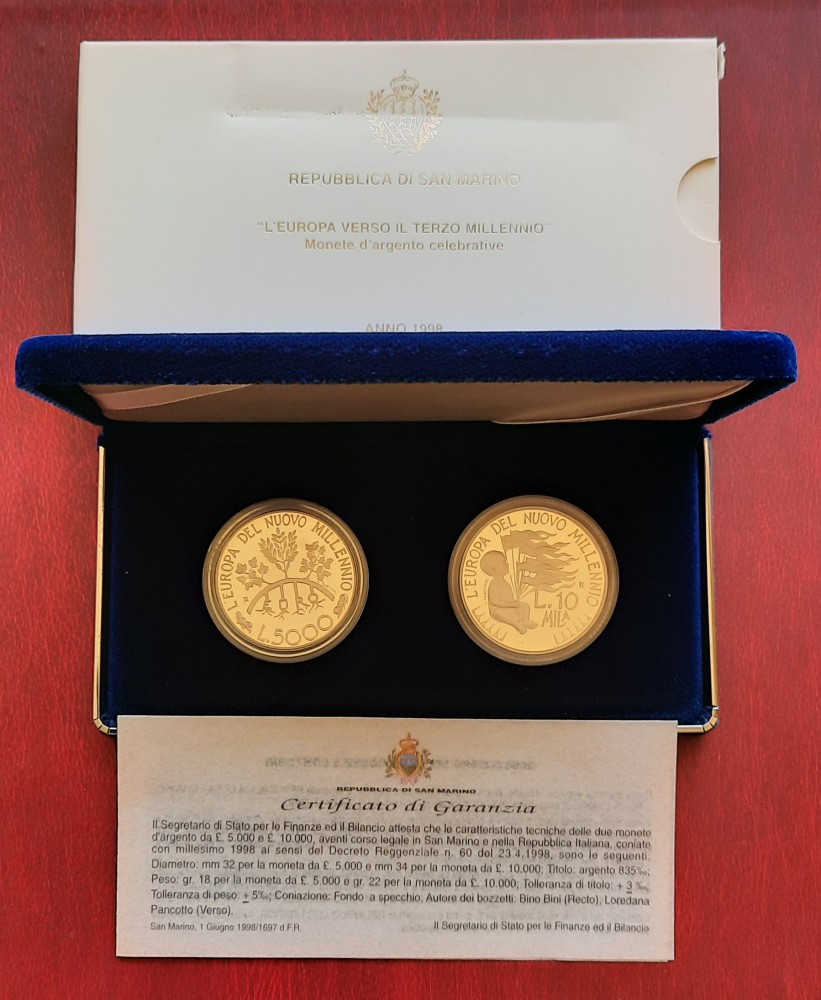 REPUBBLICA DI SAN MARINO
"L'EUROPA VERSO IL TERZO MILLENNIO"
Monete d'argento celebrative
ANNO 1998
L'EUROPA DEL NUOVO MILLENNIO
R
EURO
L.5000
L'EUROPA DEL NUOVO MILLENNIO
R
L.10
MILA
REPUBBLICA DI SAN MARINO
Certificato di Garanzia
Il Segretario di Stato per le Finanze ed il Bilancio attesta che le caratteristiche tecniche delle due monete
d'argento da £. 5.000 e £. 10.000, aventi corso legale in San Marino e nella Repubblica Italiana, coniate
con millesimo 1998 ai sensi del Decreto Reggenziale n. 60 del 23.4.1998, sono le seguenti:
Diametro: mm 32 per la moneta da £. 5.000 e mm 34 per la moneta da £. 10.000; Titolo: argento 835‰;
Peso: gr. 18 per la moneta da £. 5.000 e gr. 22 per la moneta da £. 10.000, Tolleranza di titolo: ± 3 ‰;
Tolleranza di peso: ± 5‰; Coniazione: Fondo a specchio; Autore dei bozzetti: Bino Bini (Recto), Loredana
Pancotto (Verso).
San Marino, 1 Giugno 1998/1697 d.F.R.
Il Segretario di Stato per le Finanze ed il Bilancio